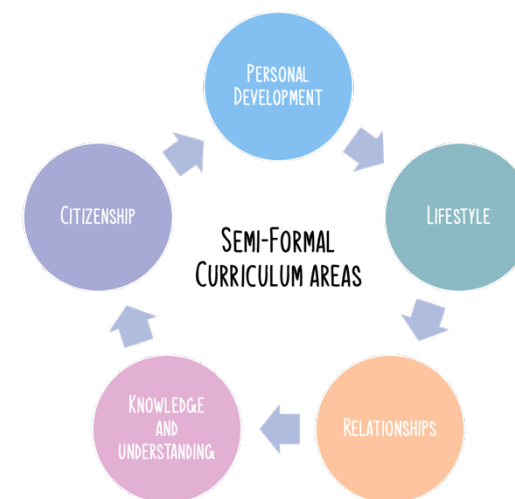 Personal
Development
Lifestyle
Relationships
Knowledge
and
understanding
Citizenship
Semi-Formal
Curriculum areas